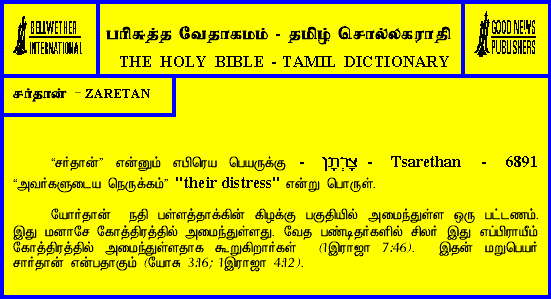 BELLWETHER
INTERNATIONAL
பரிசுத்த வேதாகமம் - தமிழ் சொல்லகராதி
THE HOLY BIBLE - TAMIL DICTIONARY
GOOD NEWS
PUBLISHERS
சர்தான் – ZARETAN
“சர்தான்” என்னும் எபிரெய பெயருக்கு - צָרְתָן - Tsarethan - 6891
“அவர்களுடைய நெருக்கம்” "their distress" என்று பொருள்.
யோர்தான் நதி பள்ளத்தாக்கின் கிழக்கு பகுதியில் அமைந்துள்ள ஒரு பட்டணம்.
இது மனாசே கோத்திரத்தில் அமைந்துள்ளது. வேத பண்டிதர்களில் சிலர் இது எப்பிராயீம்
கோத்திரத்தில் அமைந்துள்ளதாக கூறுகிறார்கள் (1இராஜா 7:46). இதன் மறுபெயர்
சார்தான் என்பதாகும் (யோசு 3:16; 1இராஜா 4:12).